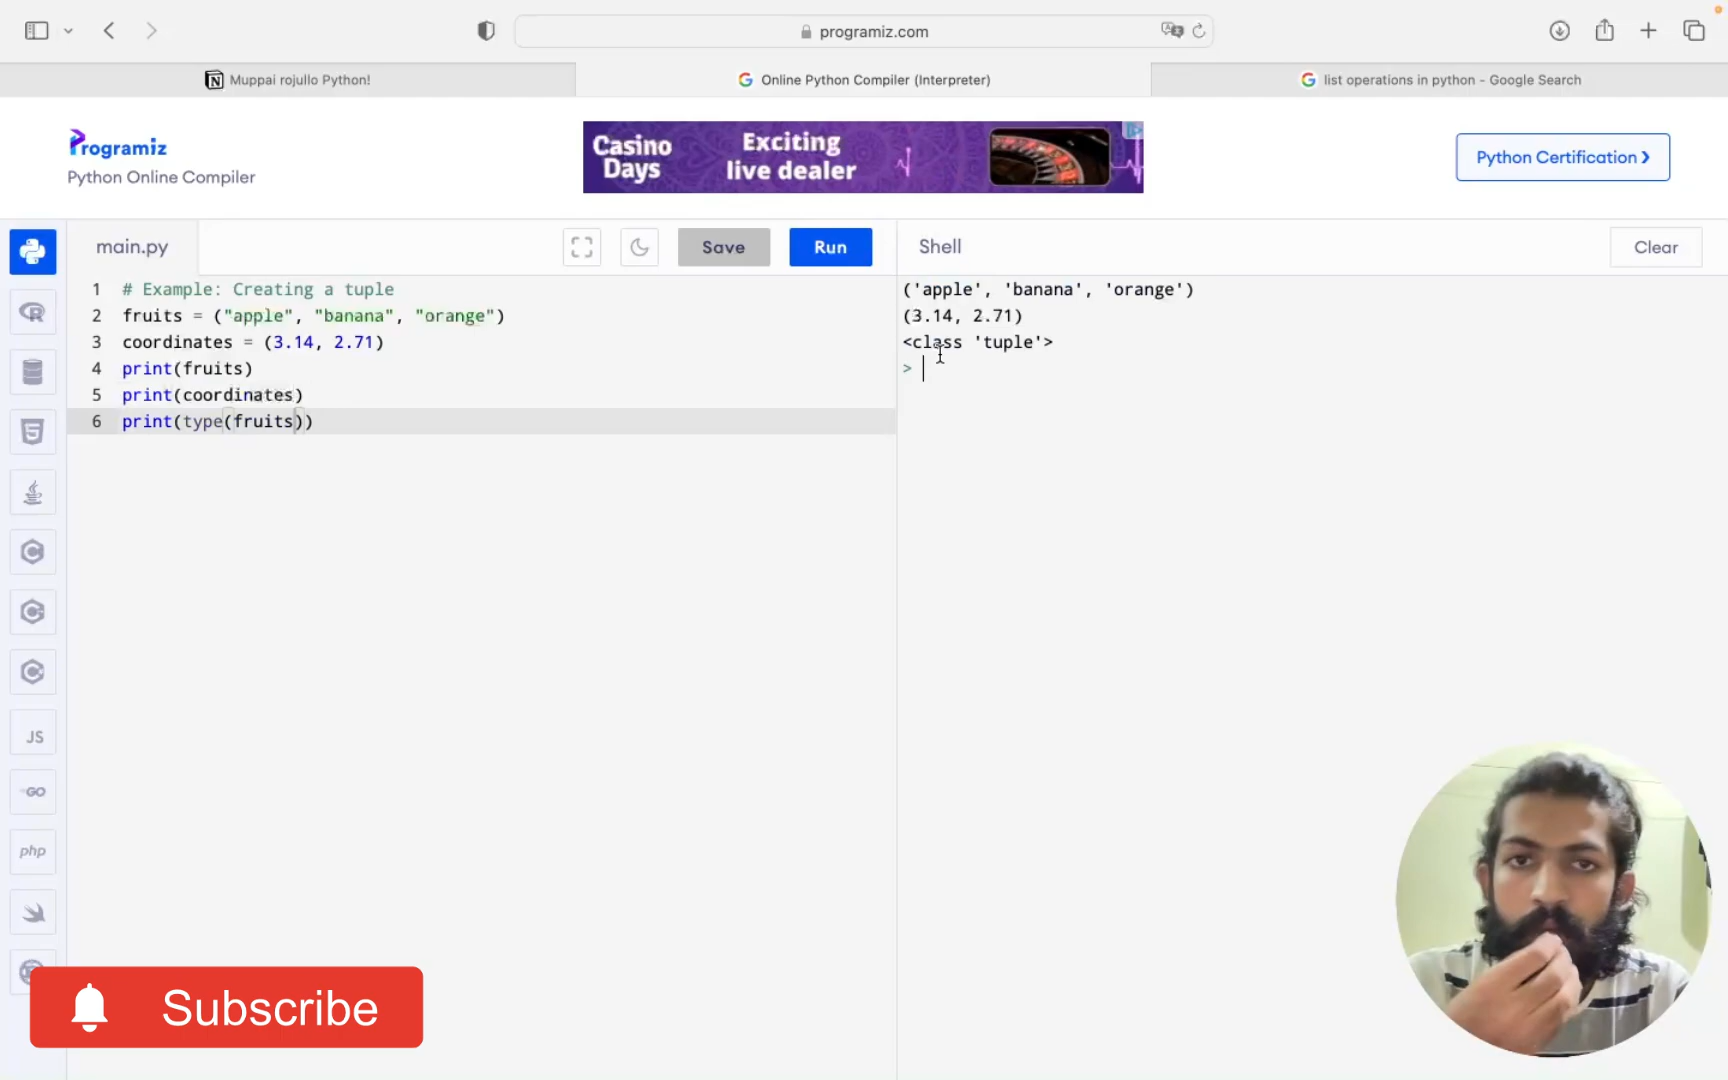 programiz.com
Muppai rojullo Python!
Online Python Compiler (Interpreter)
list operations in python - Google Search
Programiz
Python Online Compiler
Casino Days
Exciting live dealer
Python Certification
main.py
Save
Run
Shell
Clear
1 # Example: Creating a tuple
2 fruits = ("apple", "banana", "orange")
3 coordinates = (3.14, 2.71)
4 print(fruits)
5 print(coordinates)
6 print(type(fruits))
('apple', 'banana', 'orange')
(3.14, 2.71)
<class 'tuple'>
>
JS
GO
php
Subscribe